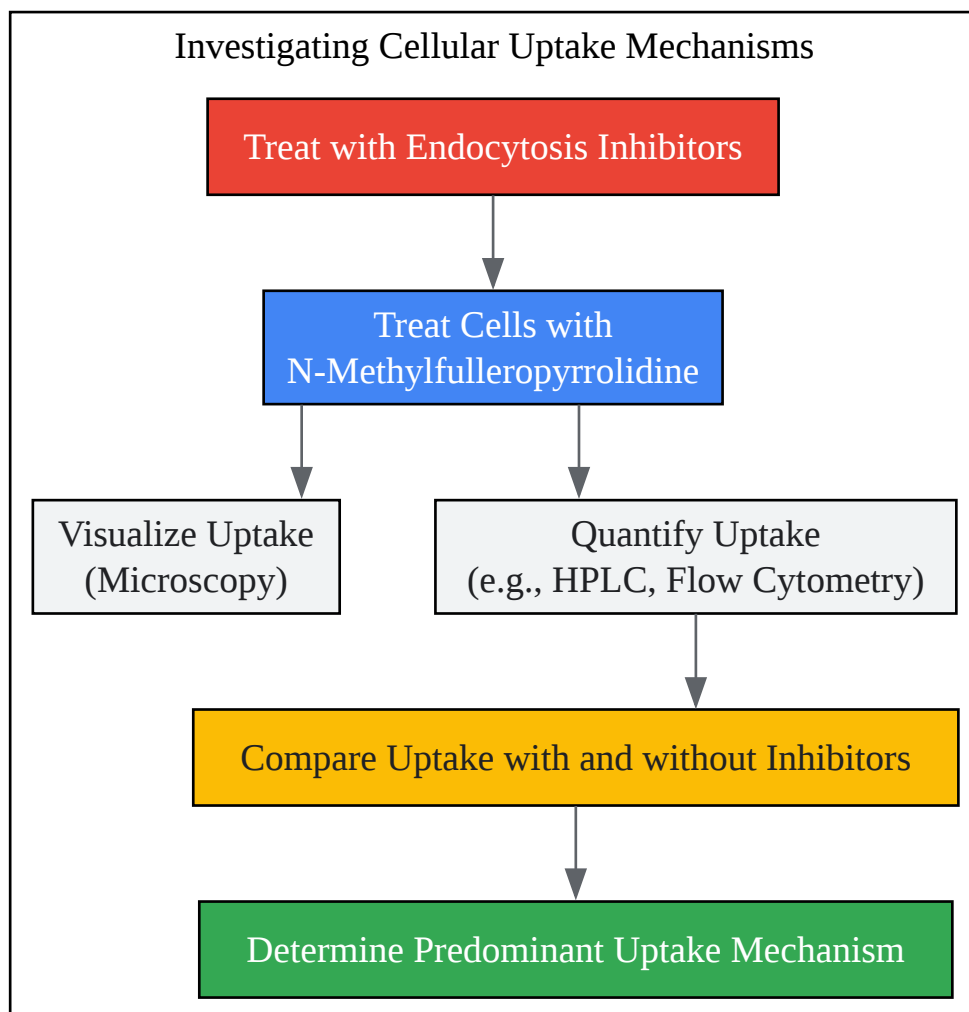 Investigating Cellular Uptake Mechanisms
Treat with Endocytosis Inhibitors
Treat Cells with
N-Methylfulleropyrrolidine
Visualize Uptake
(Microscopy)
Quantify Uptake
(e.g., HPLC, Flow Cytometry)
Compare Uptake with and without Inhibitors
Determine Predominant Uptake Mechanism